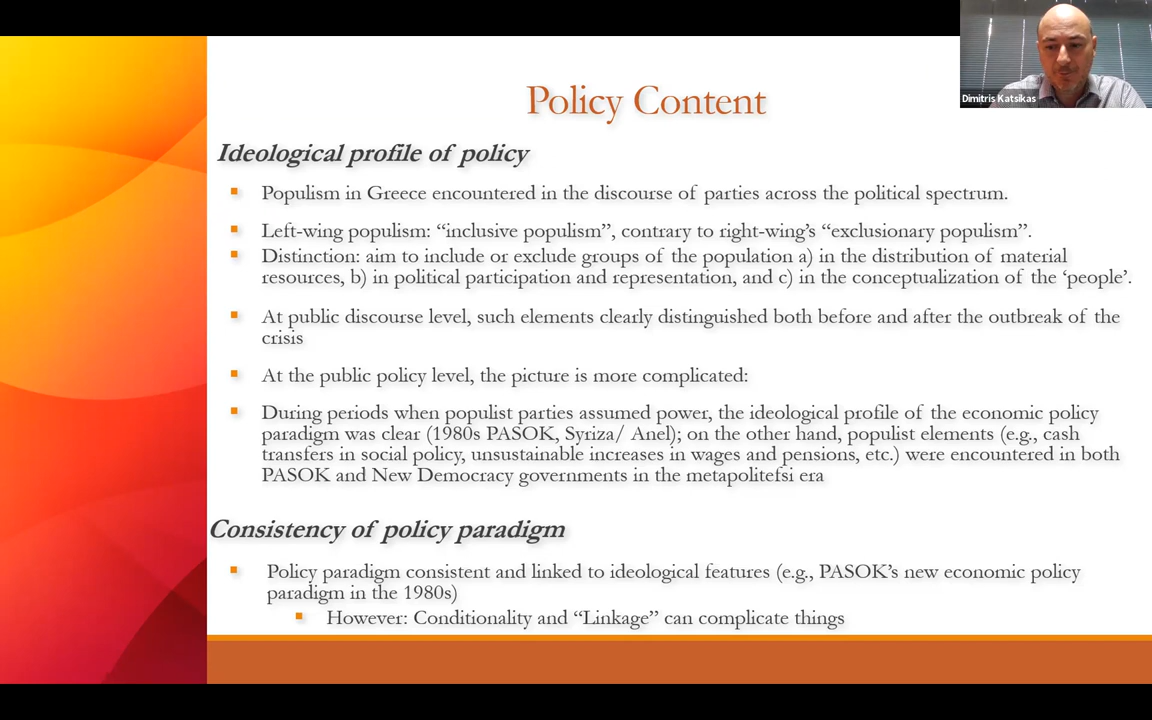 Dimitris Katsikas
Policy Content
Ideological profile of policy
Populism in Greece encountered in the discourse of parties across the political spectrum.
Left-wing populism: “inclusive populism”, contrary to right-wing’s “exclusionary populism”.
Distinction: aim to include or exclude groups of the population a) in the distribution of material
resources, b) in political participation and representation, and c) in the conceptualization of the ‘people’.
At public discourse level, such elements clearly distinguished both before and after the outbreak of the
crisis
At the public policy level, the picture is more complicated:
During periods when populist parties assumed power, the ideological profile of the economic policy
paradigm was clear (1980s PASOK, Syriza/ Anel); on the other hand, populist elements (e.g., cash
transfers in social policy, unsustainable increases in wages and pensions, etc.) were encountered in both
PASOK and New Democracy governments in the metapolitefsi era
Consistency of policy paradigm
Policy paradigm consistent and linked to ideological features (e.g., PASOK’s new economic policy
paradigm in the 1980s)
However: Conditionality and “Linkage” can complicate things